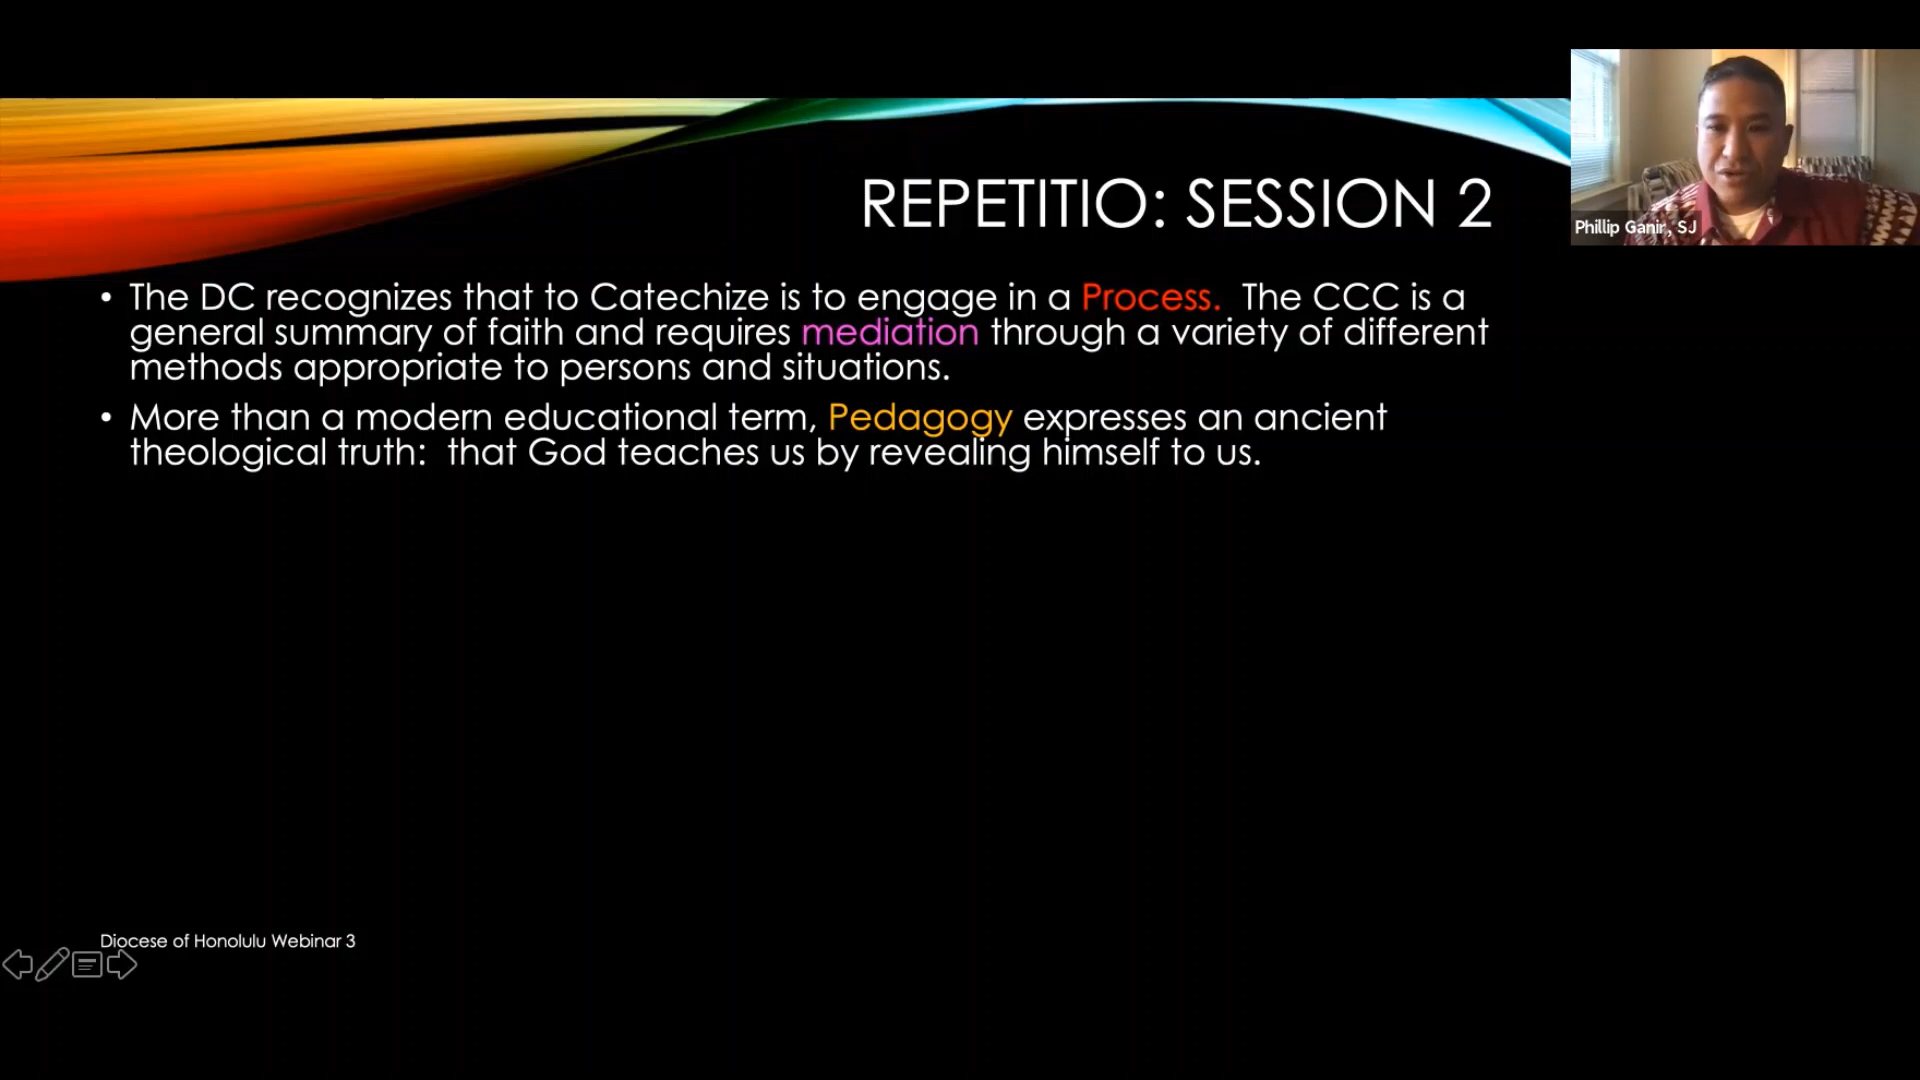 REPETITIO: SESSION 2
Phillip Ganir, SJ
• The DC recognizes that to Catechize is to engage in a Process.  The CCC is a
general summary of faith and requires mediation through a variety of different
methods appropriate to persons and situations.
• More than a modern educational term, Pedagogy expresses an ancient
theological truth:  that God teaches us by revealing himself to us.
Diocese of Honolulu Webinar 3